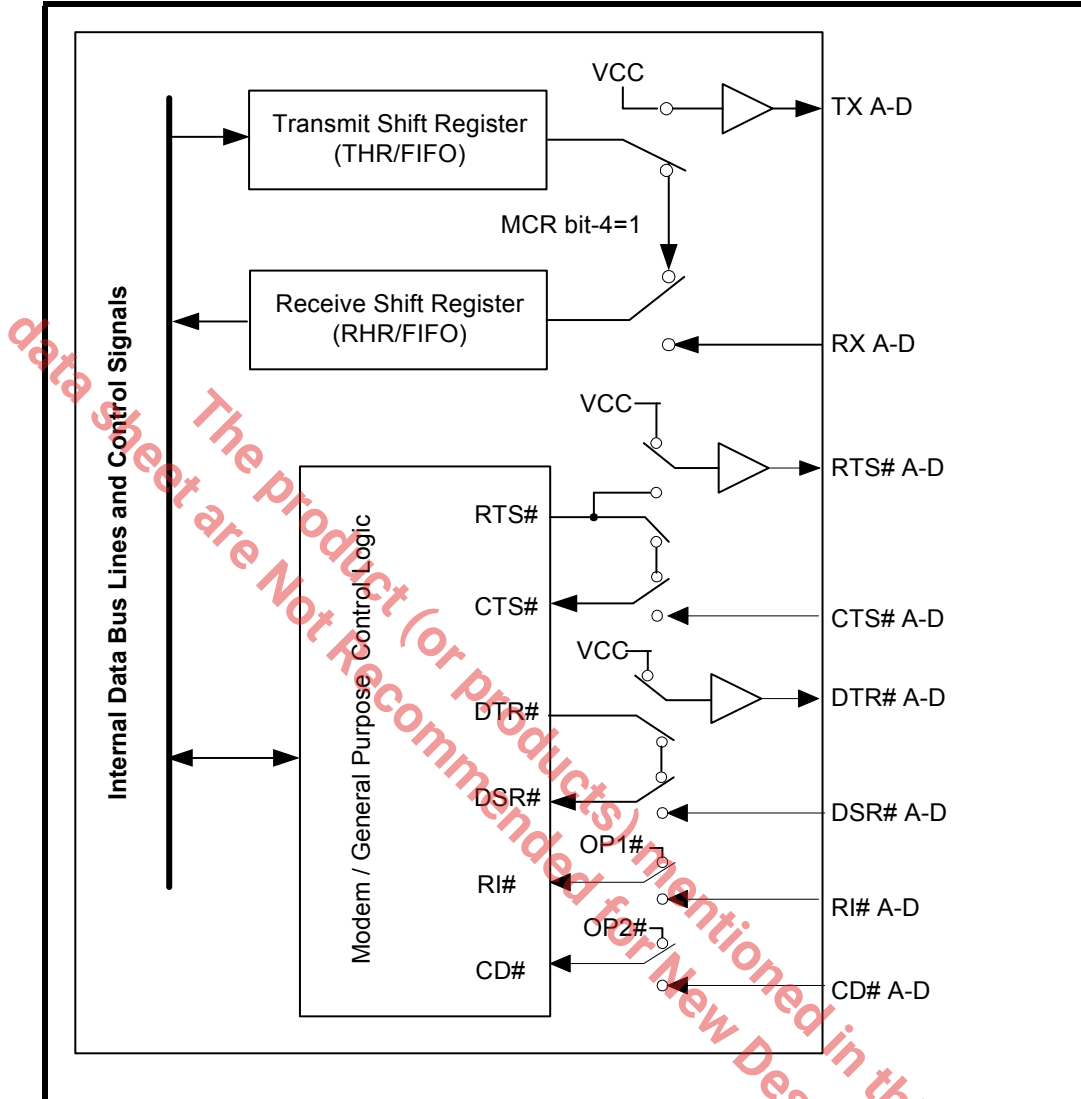 VCC
TX A-D
Transmit Shift Register
(THR/FIFO)
MCR bit-4=1
Receive Shift Register
(RHR/FIFO)
RX A-D
Internal Data Bus Lines and Control Signals
VCC
RTS# A-D
RTS#
CTS#
CTS# A-D
Modem / General Purpose Control Logic
VCC
DTR# A-D
DTR#
DSR#
DSR# A-D
OP1#
RI#
RI# A-D
OP2#
CD#
CD# A-D
The product (or products) mentioned in th
data sheet are Not Recommended for New Des